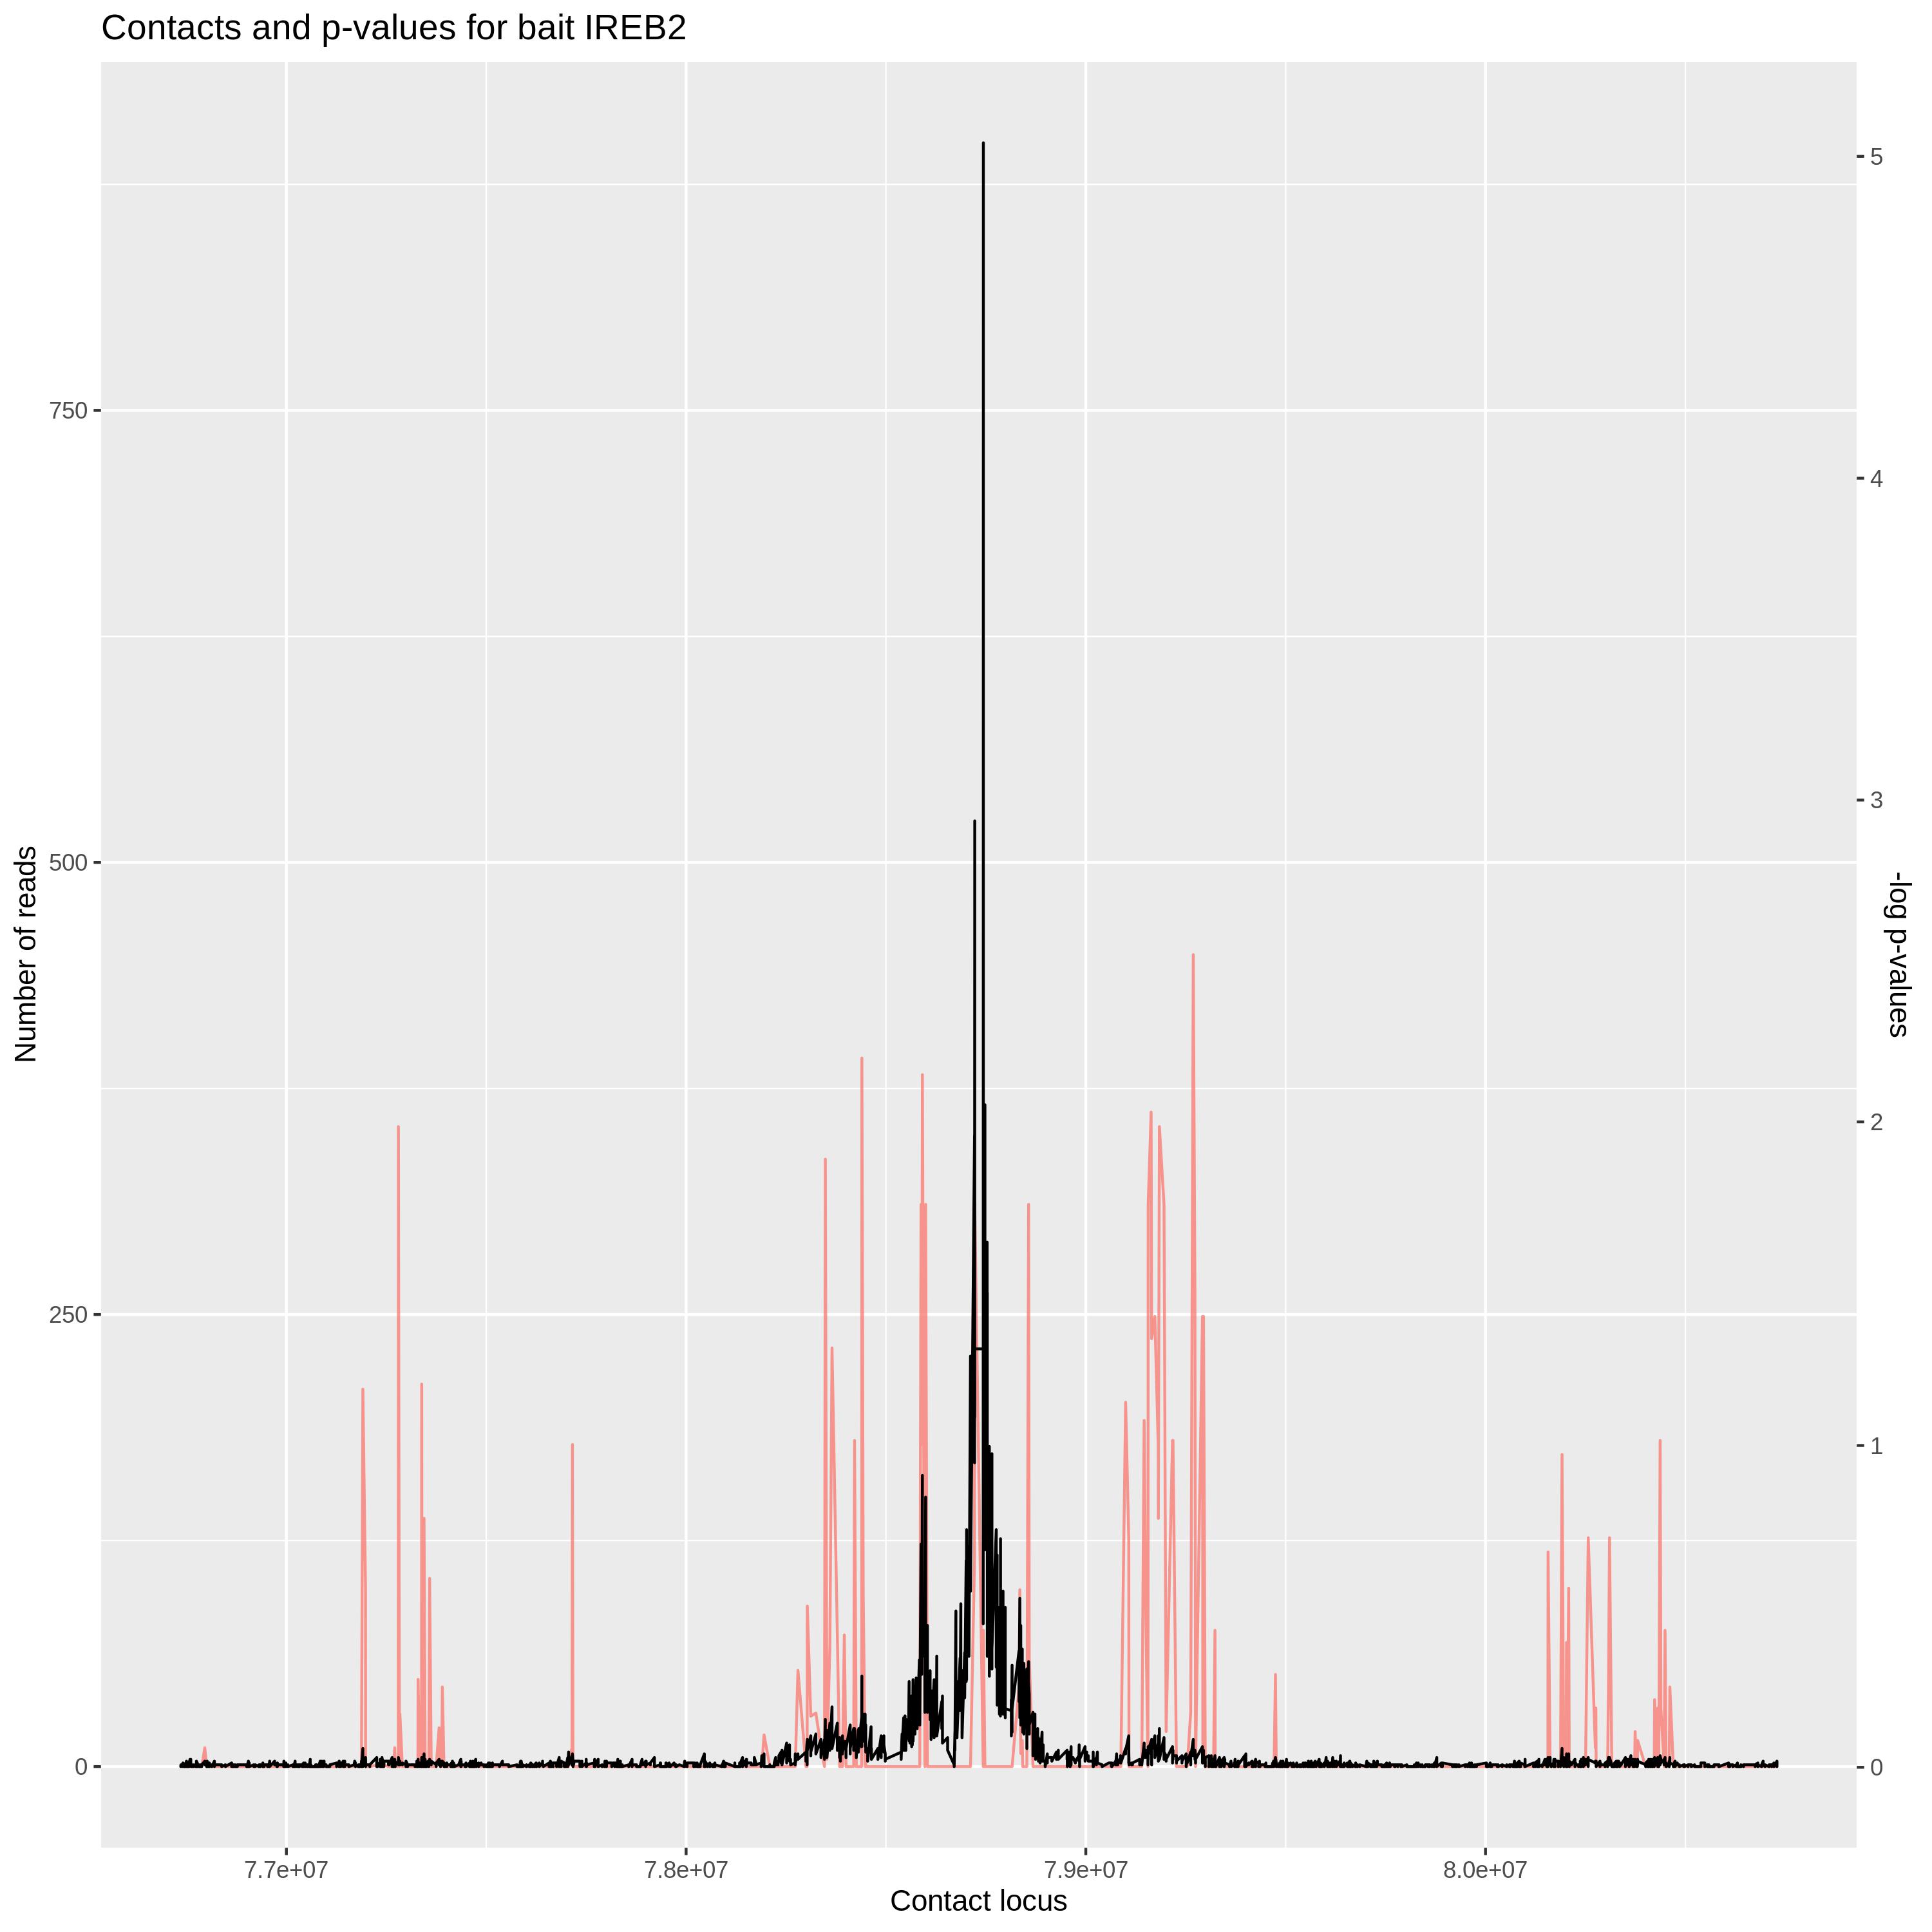 Contacts and p-values for bait IREB2
Number of reads
750
500
250
0
5
4
3
2
1
0
-log p-values
7.7e+07 7.8e+07 7.9e+07 8.0e+07
Contact locus